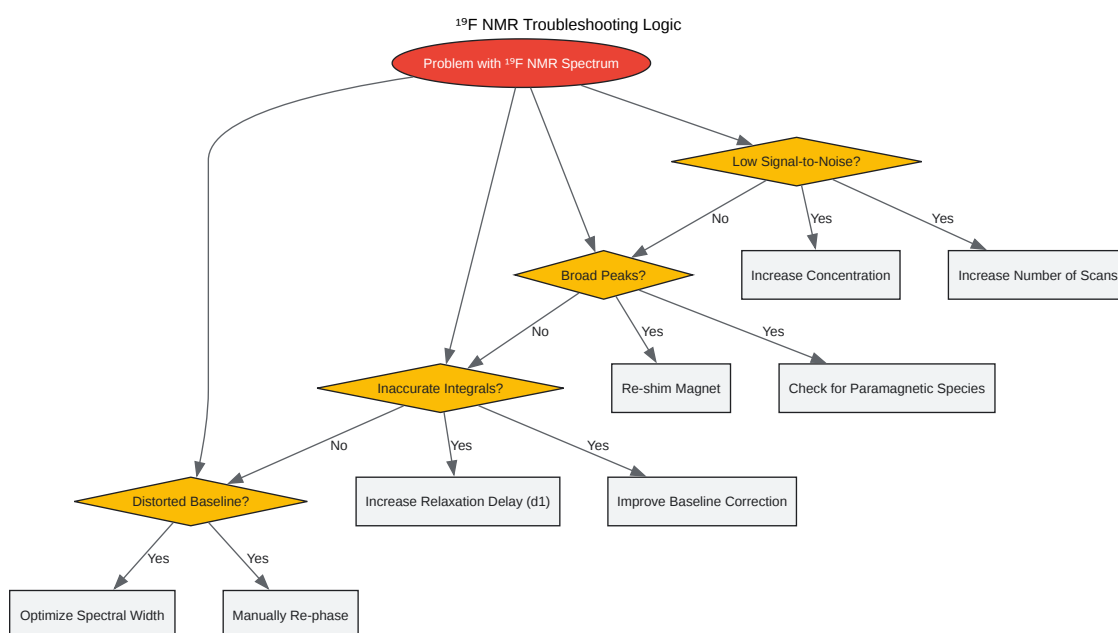 ¹⁹F NMR Troubleshooting Logic
Problem with ¹⁹F NMR Spectrum
Low Signal-to-Noise?
No
Yes
Yes
Broad Peaks?
Increase Concentration
Increase Number of Scans
No
Yes
Yes
Inaccurate Integrals?
Re-shim Magnet
Check for Paramagnetic Species
No
Yes
Yes
Distorted Baseline?
Increase Relaxation Delay (d1)
Improve Baseline Correction
Yes
Yes
Optimize Spectral Width
Manually Re-phase